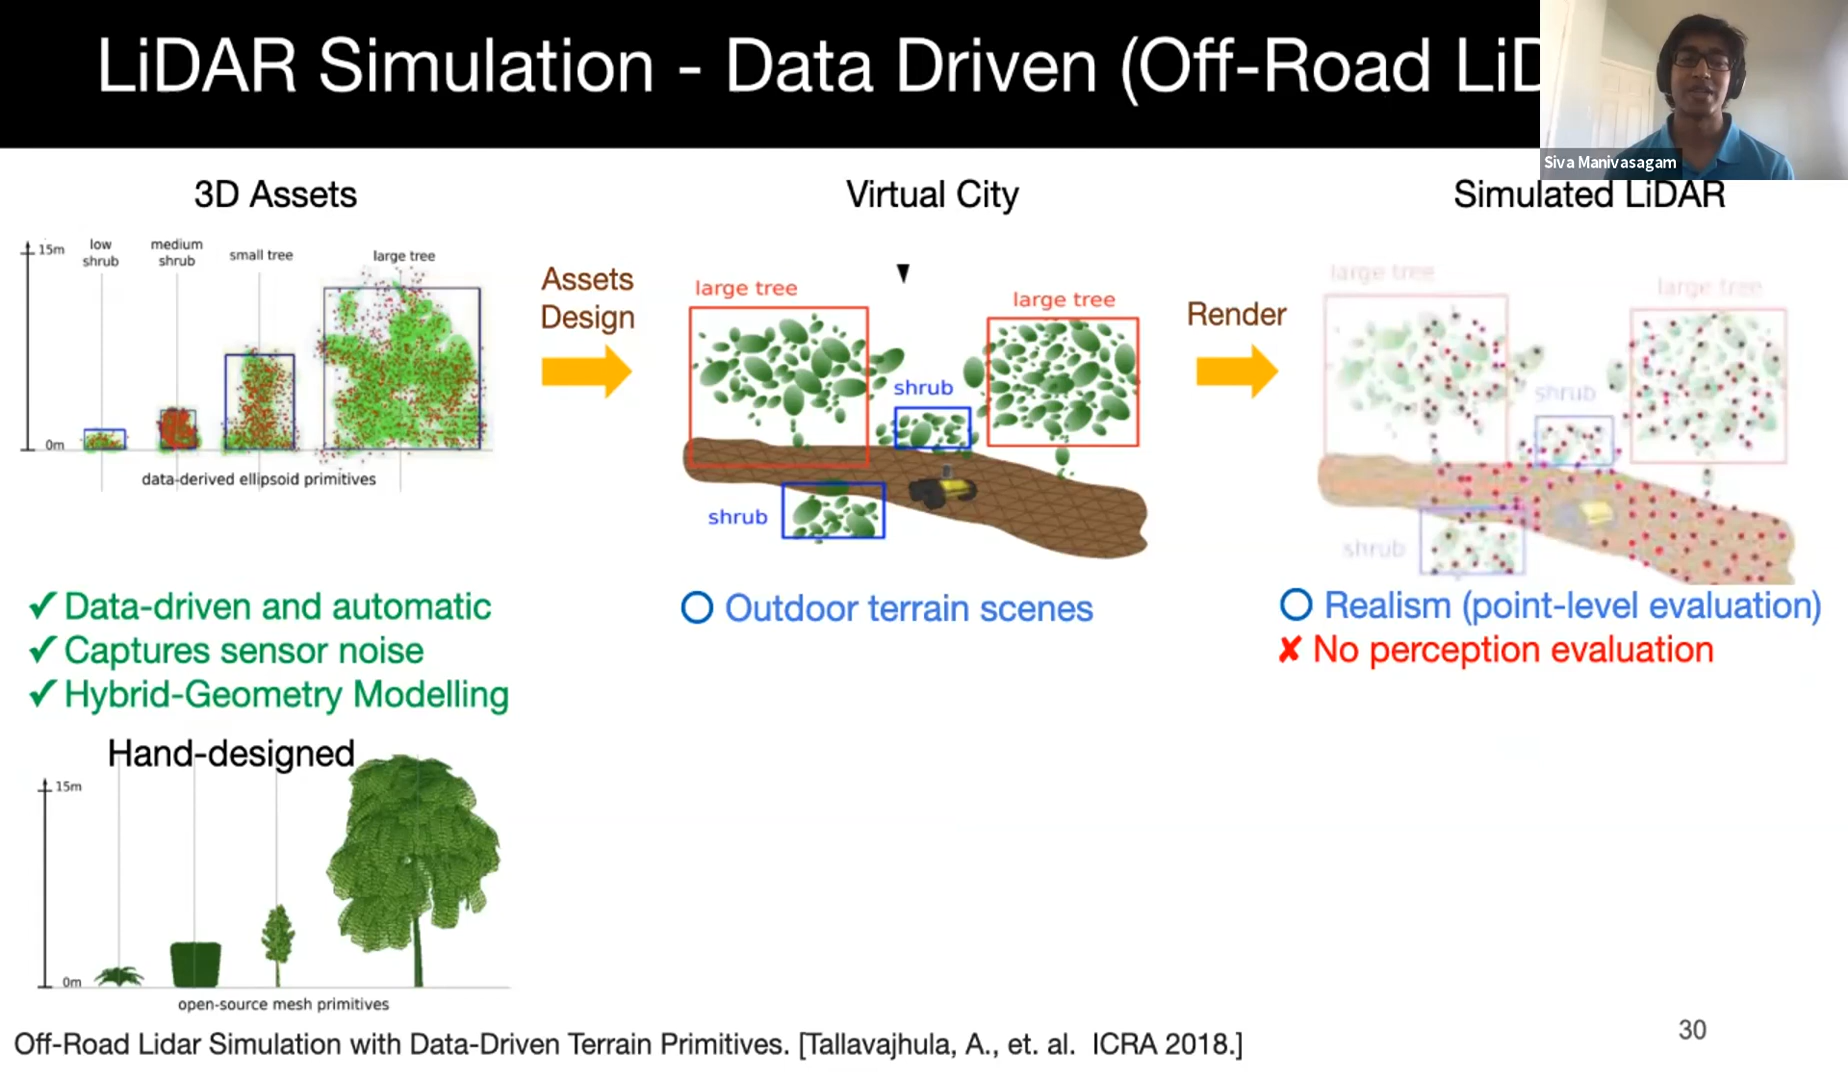 LiDAR Simulation - Data Driven (Off-Road LiD
Siva Manivasagam
3D Assets
Virtual City
Simulated LiDAR
15m
low shrub
medium shrub
small tree
large tree
0m
data-derived ellipsoid primitives
Assets
Design
large tree
large tree
shrub
shrub
Render
large tree
large tree
shrub
shrub
✓ Data-driven and automatic
✓ Captures sensor noise
✓ Hybrid-Geometry Modelling
Outdoor terrain scenes
Realism (point-level evaluation)
✘ No perception evaluation
Hand-designed
15m
0m
open-source mesh primitives
Off-Road Lidar Simulation with Data-Driven Terrain Primitives. [Tallavajhula, A., et. al. ICRA 2018.]
30